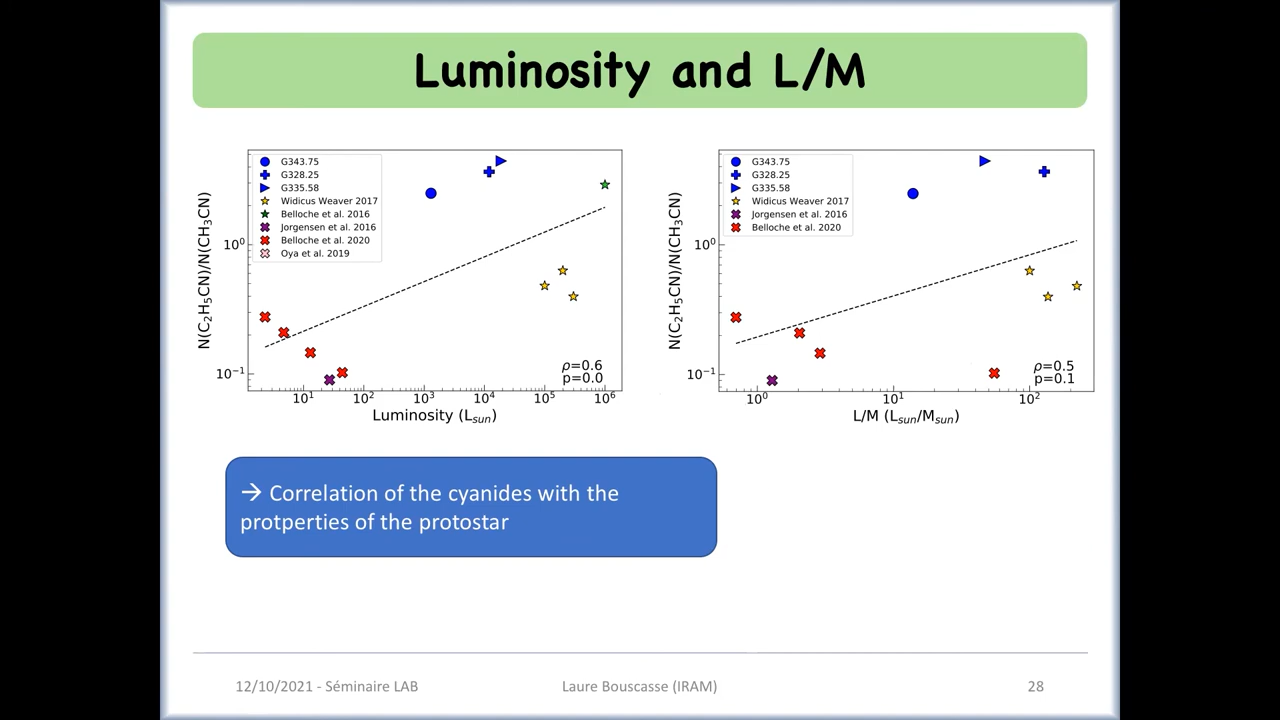 Luminosity and L/M
G343.75
G328.25
G335.58
Widicus Weaver 2017
Belloche et al. 2016
Jorgensen et al. 2016
Belloche et al. 2020
Oya et al. 2019
N(C₂H₅CN)/N(CH₃CN)
10⁰
10⁻¹
ρ=0.6
p=0.0
10¹ 10² 10³ 10⁴ 10⁵ 10⁶
Luminosity (Lₛᵤₙ)
G343.75
G328.25
G335.58
Widicus Weaver 2017
Jorgensen et al. 2016
Belloche et al. 2020
N(C₂H₅CN)/N(CH₃CN)
10⁰
10⁻¹
ρ=0.5
p=0.1
10⁰ 10¹ 10²
L/M (Lₛᵤₙ/Mₛᵤₙ)
→ Correlation of the cyanides with the
protperties of the protostar
12/10/2021 - Séminaire LAB
Laure Bouscasse (IRAM)
28